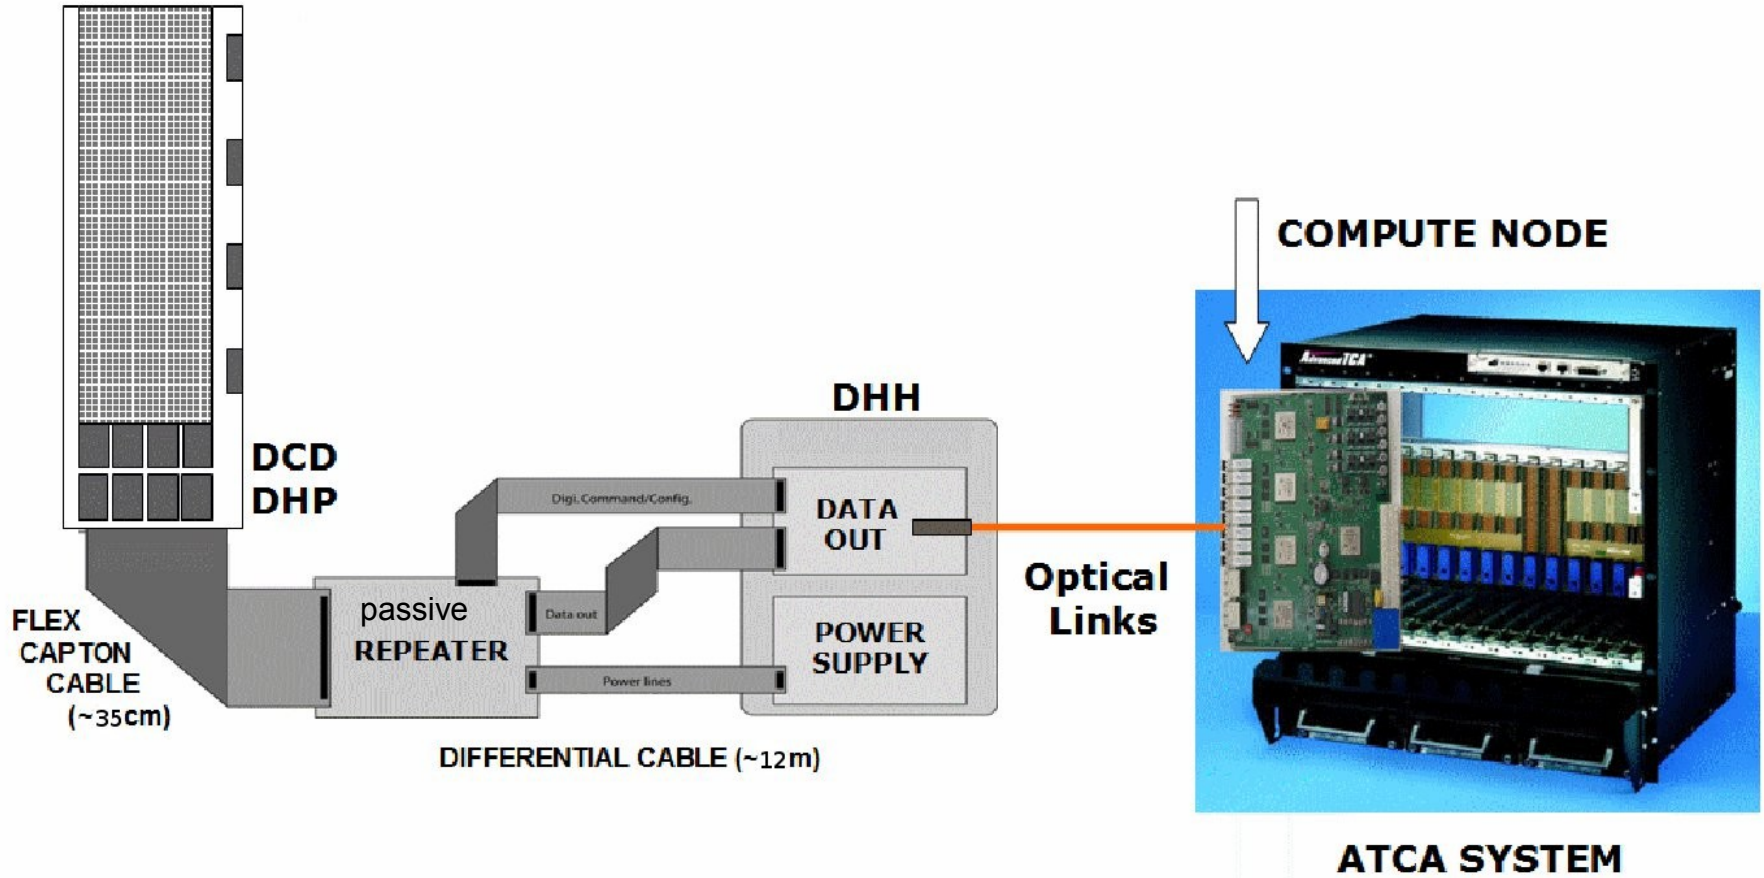 DCD
DHP
FLEX
CAPTON
CABLE
(~35cm)
passive
REPEATER
Digi. Command/Config.
Data out
Power lines
DIFFERENTIAL CABLE (~12m)
DHH
DATA
OUT
POWER
SUPPLY
Optical
Links
COMPUTE NODE
AdvancedTCA
ATCA SYSTEM